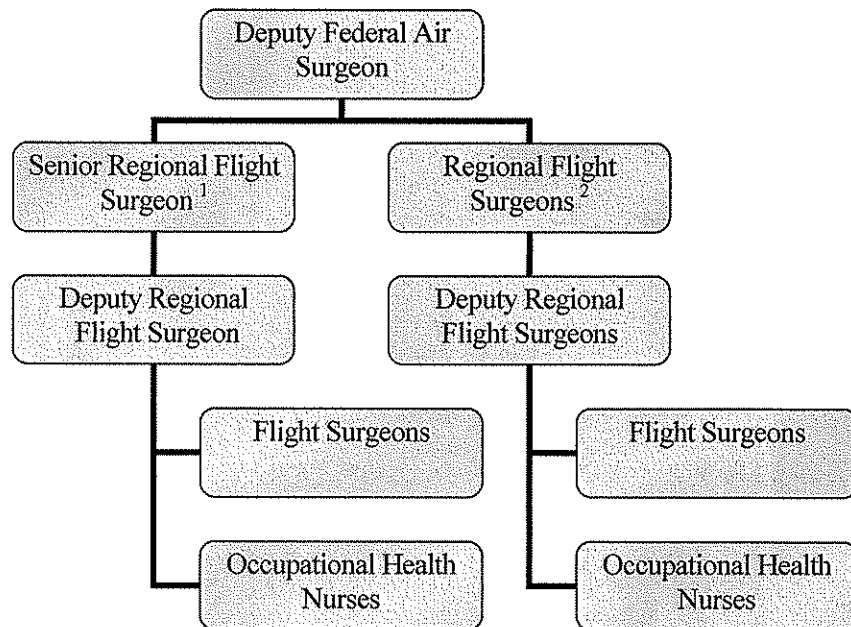 Deputy Federal Air
Surgeon
Senior Regional Flight
Surgeon 1
Regional Flight
Surgeons 2
Deputy Regional
Flight Surgeon
Deputy Regional
Flight Surgeons
Flight Surgeons
Flight Surgeons
Occupational Health
Nurses
Occupational Health
Nurses